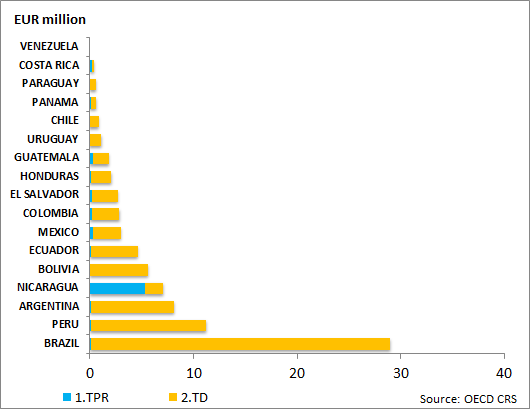 EUR million
VENEZUELA
COSTA RICA
PARAGUAY
PANAMA
CHILE
URUGUAY
GUATEMALA
HONDURAS
EL SALVADOR
COLOMBIA
MEXICO
ECUADOR
BOLIVIA
NICARAGUA
ARGENTINA
PERU
BRAZIL
0 10 20 30 40
1.TPR 2.TD Source: OECD CRS